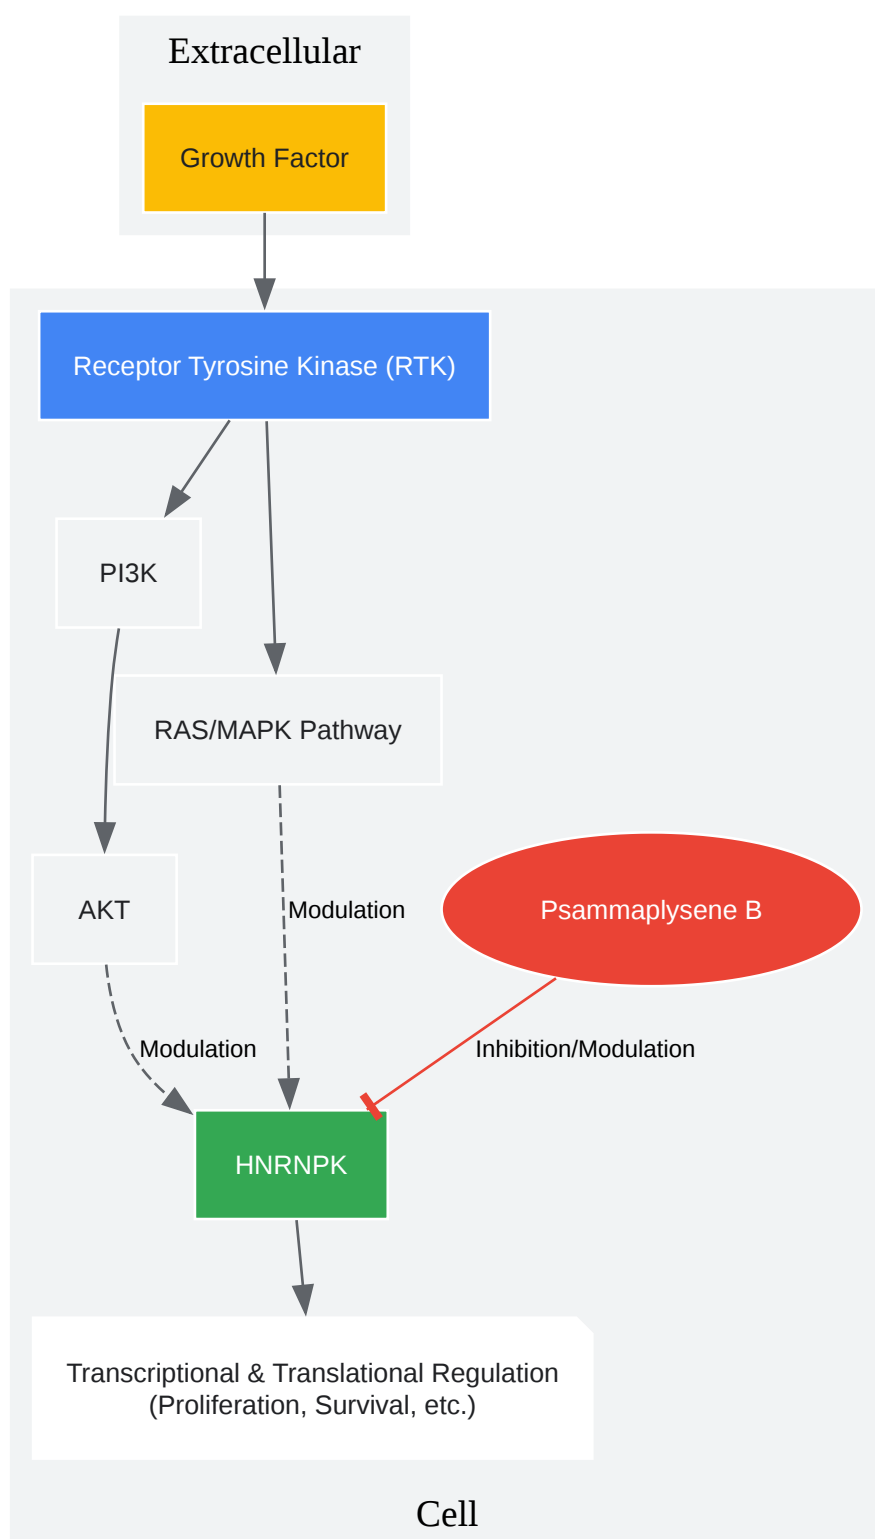 Extracellular
Growth Factor
Receptor Tyrosine Kinase (RTK)
PI3K
RAS/MAPK Pathway
AKT
Modulation
Psammaplysene B
Modulation
Inhibition/Modulation
HNRNPK
Transcriptional & Translational Regulation
(Proliferation, Survival, etc.)
Cell